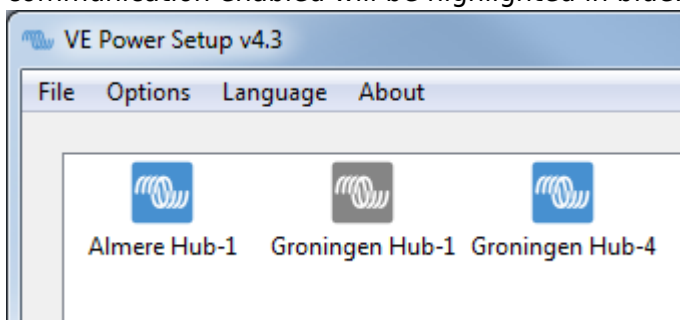 communication enabled will be highlighted in blue.
VE Power Setup v4.3
File Options Language About
Almere Hub-1 Groningen Hub-1 Groningen Hub-4